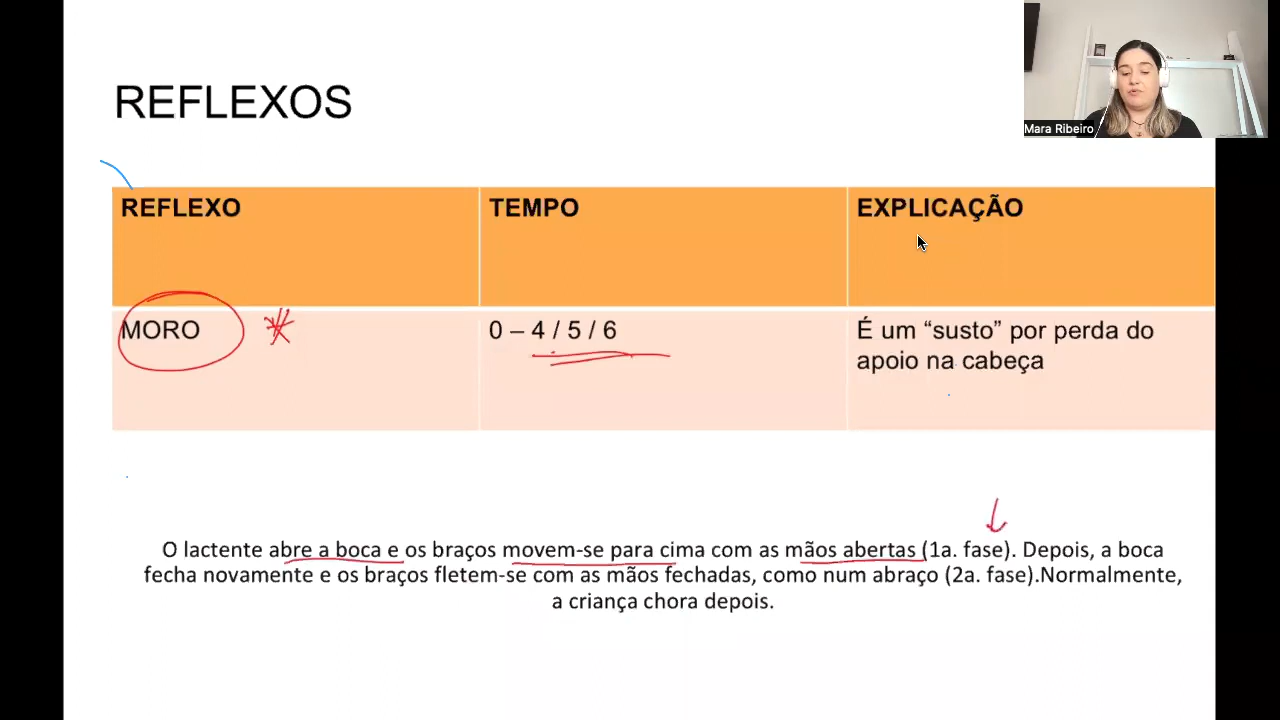 REFLEXOS
Mara Ribeiro
REFLEXO TEMPO EXPLICAÇÃO
MORO 0 – 4 / 5 / 6 É um “susto” por perda do
apoio na cabeça
O lactente abre a boca e os braços movem-se para cima com as mãos abertas (1a. fase). Depois, a boca
fecha novamente e os braços fletem-se com as mãos fechadas, como num abraço (2a. fase).Normalmente,
a criança chora depois.